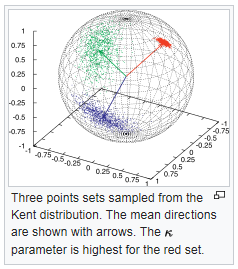 1
0.75
0.5
0.25
0
-0.25
-0.5
-0.75
-1
-1 -0.75 -0.5 -0.25 0 0.25 0.5 0.75 1
1 0.75 0.5 0.25 0 -0.25 -0.5 -0.75 -1
Three points sets sampled from the
Kent distribution. The mean directions
are shown with arrows. The κ
parameter is highest for the red set.